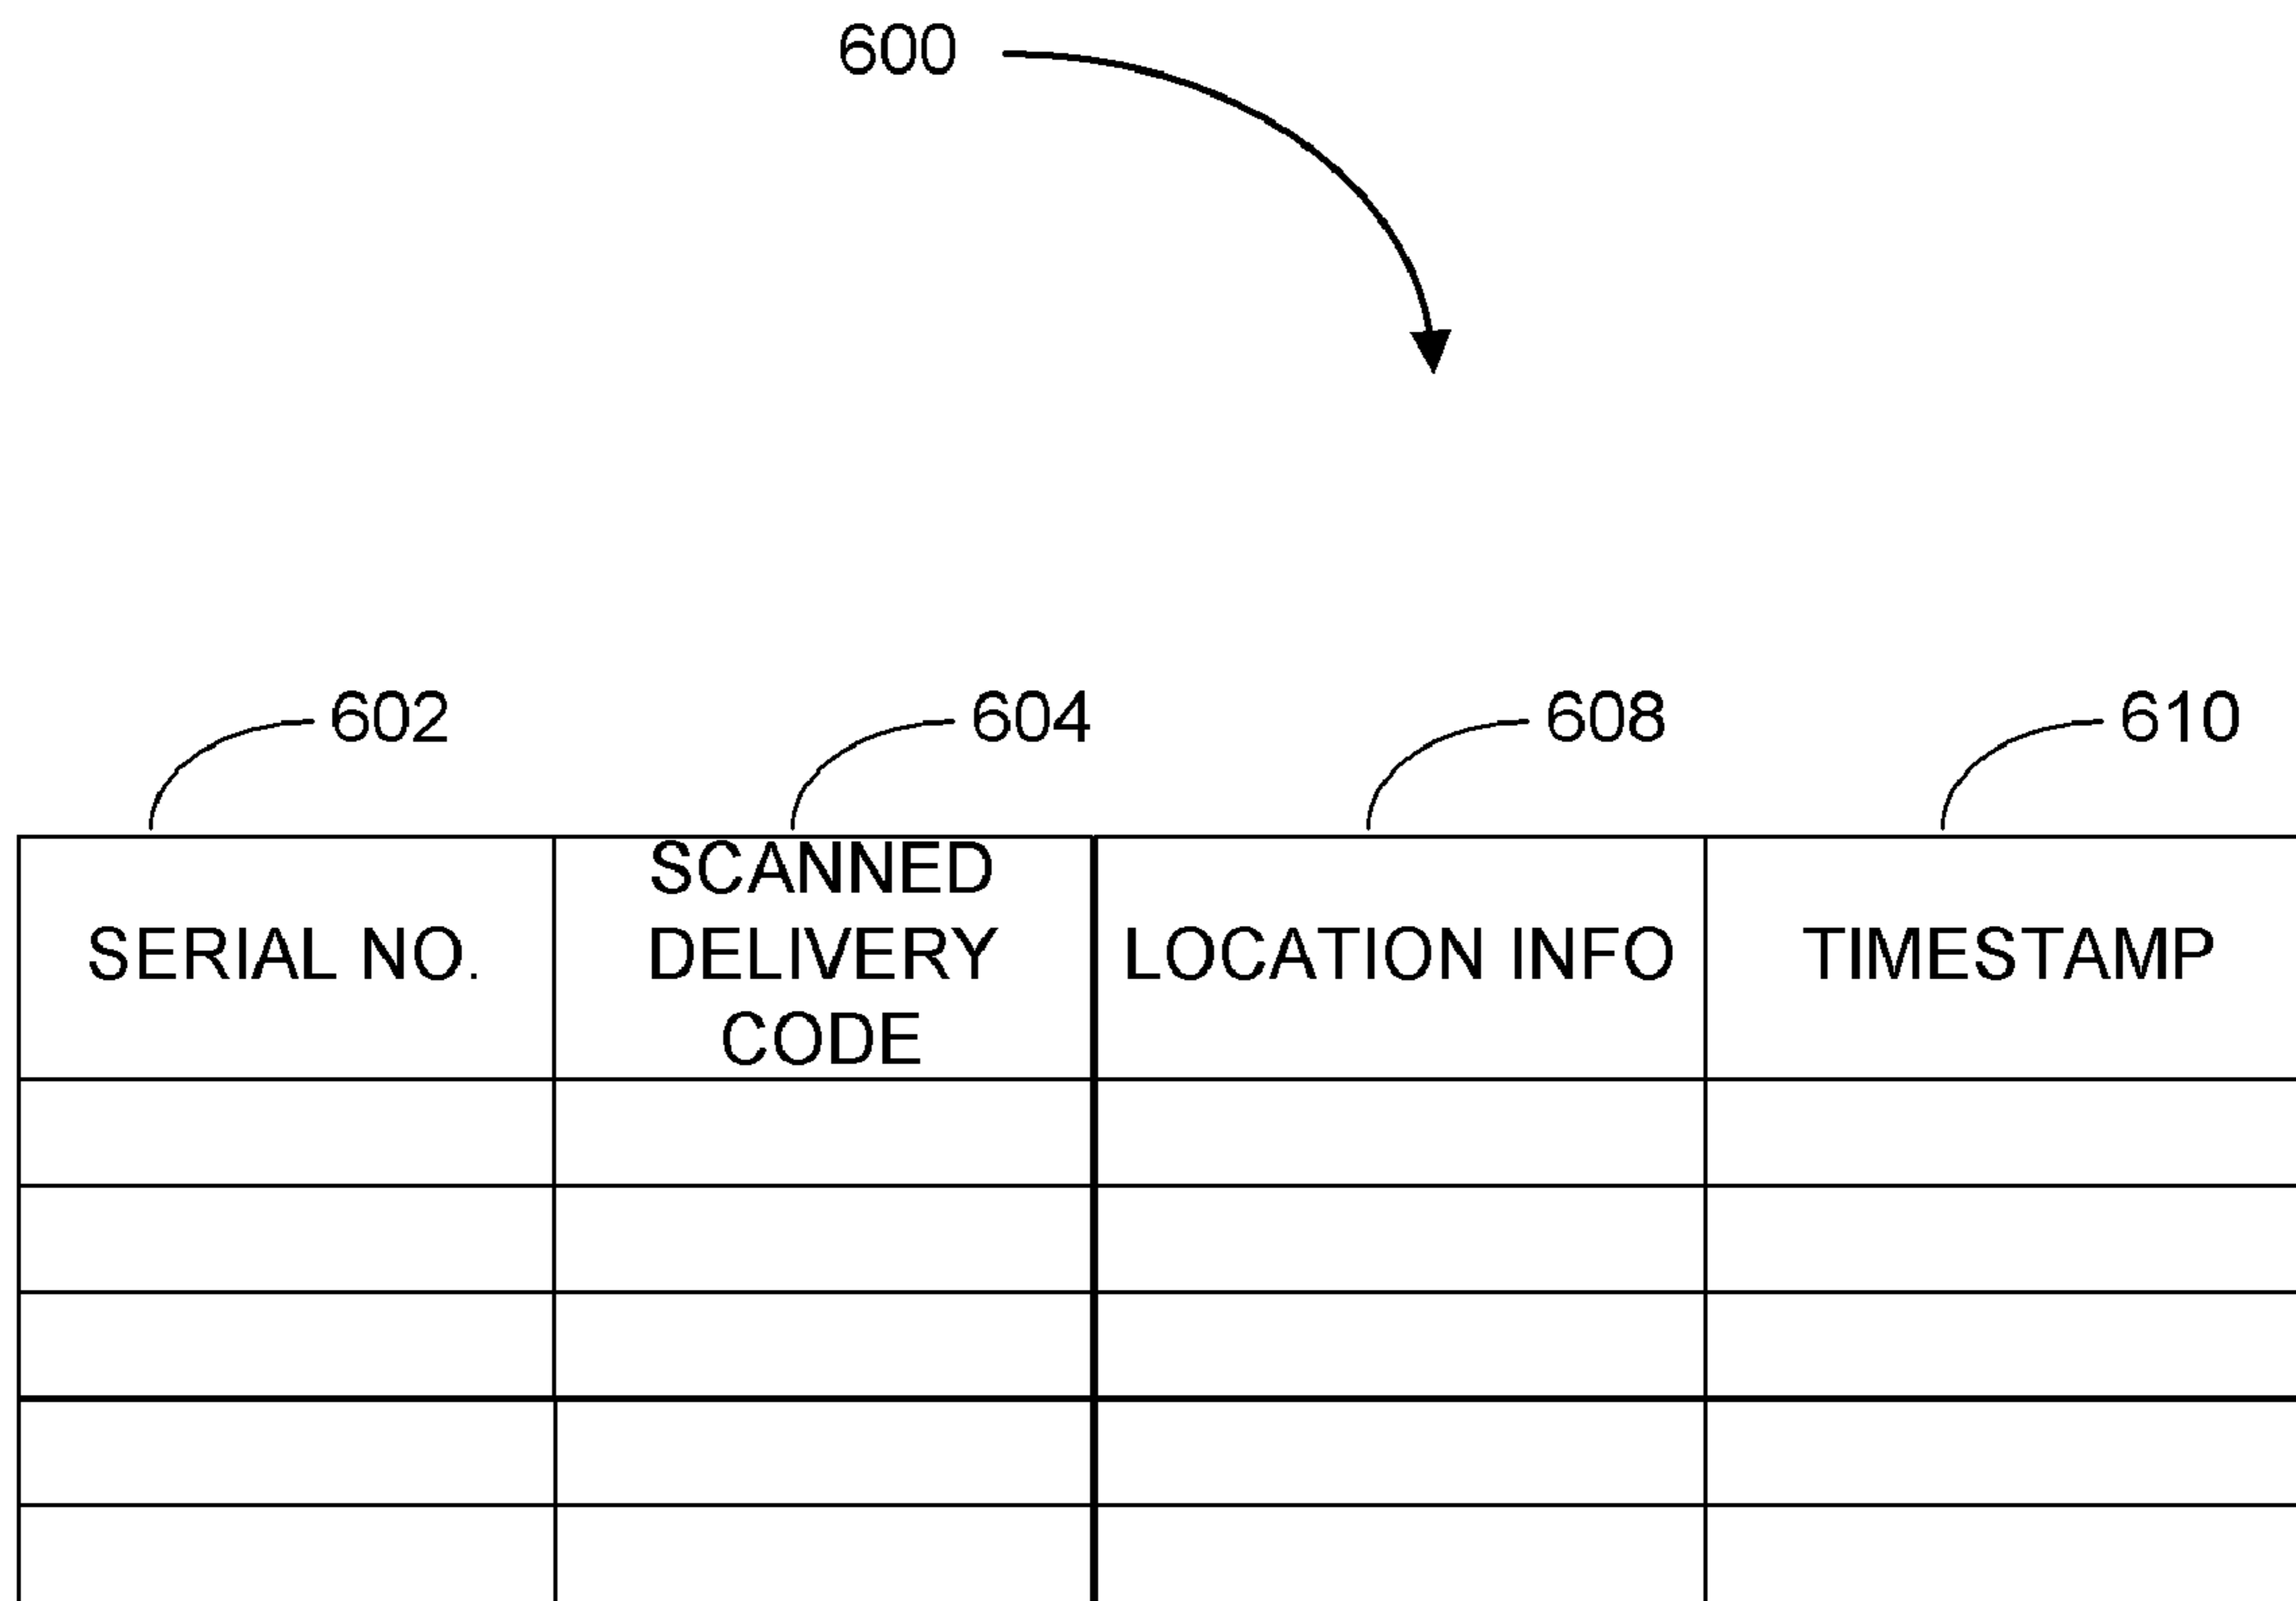 600
602
604
608
610
SERIAL NO.
SCANNED
DELIVERY
CODE
LOCATION INFO
TIMESTAMP